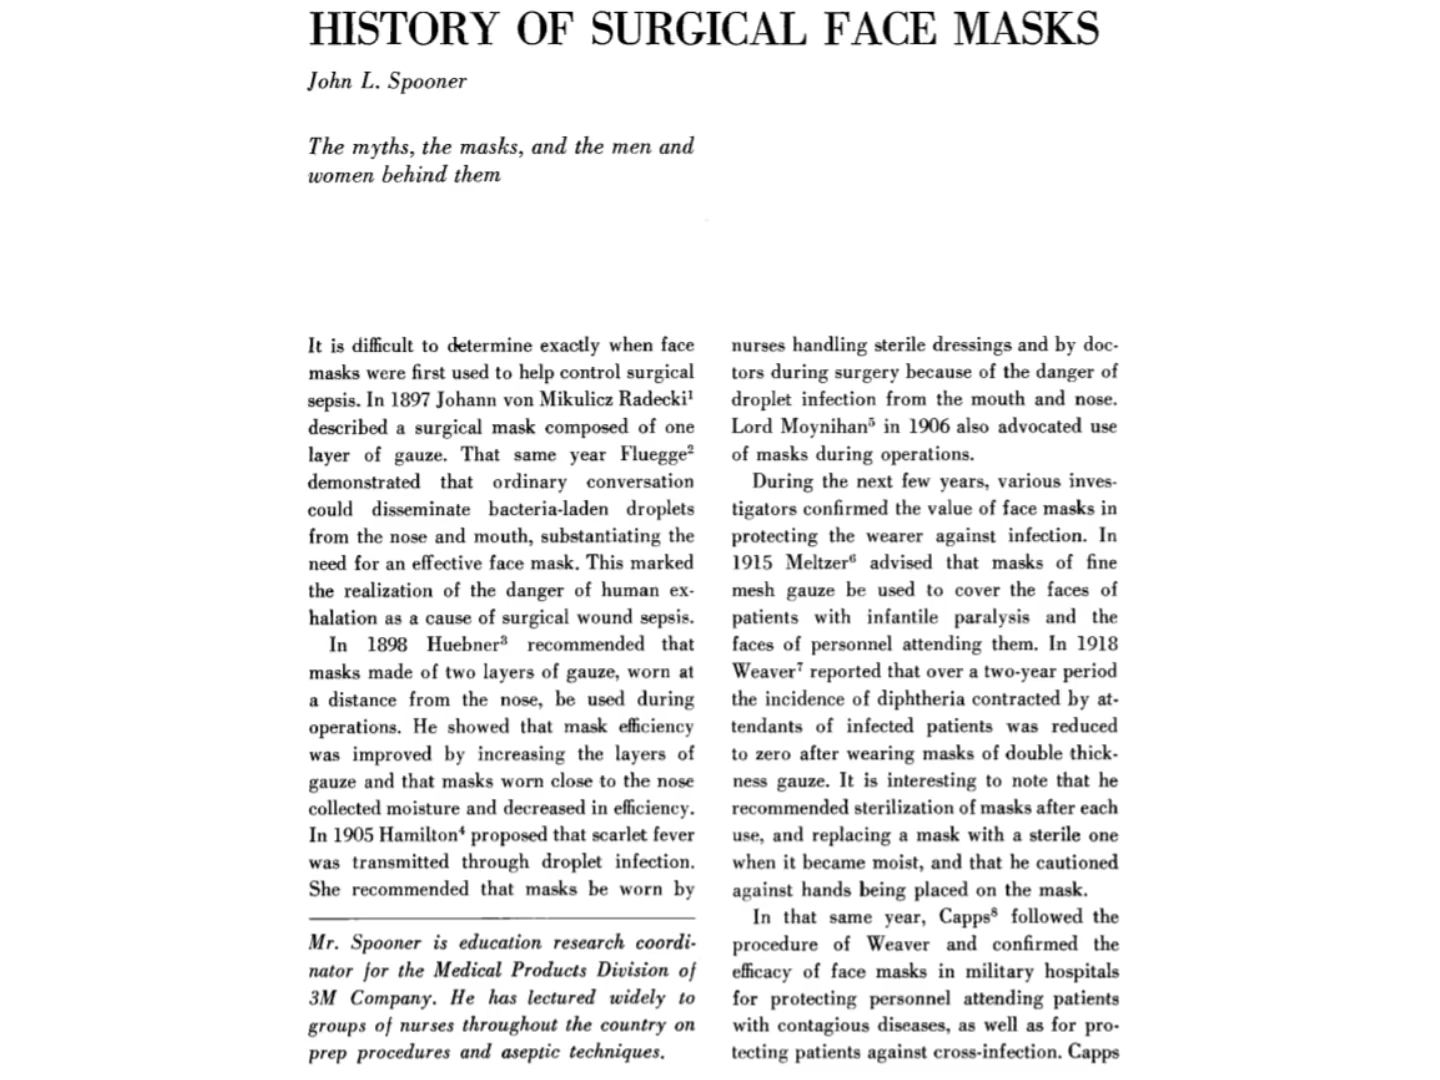 HISTORY OF SURGICAL FACE MASKS
John L. Spooner
The myths, the masks, and the men and
women behind them
It is difficult to determine exactly when face
masks were first used to help control surgical
sepsis. In 1897 Johann von Mikulicz Radecki¹
described a surgical mask composed of one
layer of gauze. That same year Fluegge²
demonstrated that ordinary conversation
could disseminate bacteria-laden droplets
from the nose and mouth, substantiating the
need for an effective face mask. This marked
the realization of the danger of human ex-
halation as a cause of surgical wound sepsis.
In 1898 Huebner³ recommended that
masks made of two layers of gauze, worn at
a distance from the nose, be used during
operations. He showed that mask efficiency
was improved by increasing the layers of
gauze and that masks worn close to the nose
collected moisture and decreased in efficiency.
In 1905 Hamilton⁴ proposed that scarlet fever
was transmitted through droplet infection.
She recommended that masks be worn by
Mr. Spooner is education research coordi-
nator for the Medical Products Division of
3M Company. He has lectured widely to
groups of nurses throughout the country on
prep procedures and aseptic techniques.
nurses handling sterile dressings and by doc-
tors during surgery because of the danger of
droplet infection from the mouth and nose.
Lord Moynihan⁵ in 1906 also advocated use
of masks during operations.
During the next few years, various inves-
tigators confirmed the value of face masks in
protecting the wearer against infection. In
1915 Meltzer⁶ advised that masks of fine
mesh gauze be used to cover the faces of
patients with infantile paralysis and the
faces of personnel attending them. In 1918
Weaver⁷ reported that over a two-year period
the incidence of diphtheria contracted by at-
tendants of infected patients was reduced
to zero after wearing masks of double thick-
ness gauze. It is interesting to note that he
recommended sterilization of masks after each
use, and replacing a mask with a sterile one
when it became moist, and that he cautioned
against hands being placed on the mask.
In that same year, Capps⁸ followed the
procedure of Weaver and confirmed the
efficacy of face masks in military hospitals
for protecting personnel attending patients
with contagious diseases, as well as for pro-
tecting patients against cross-infection. Capps